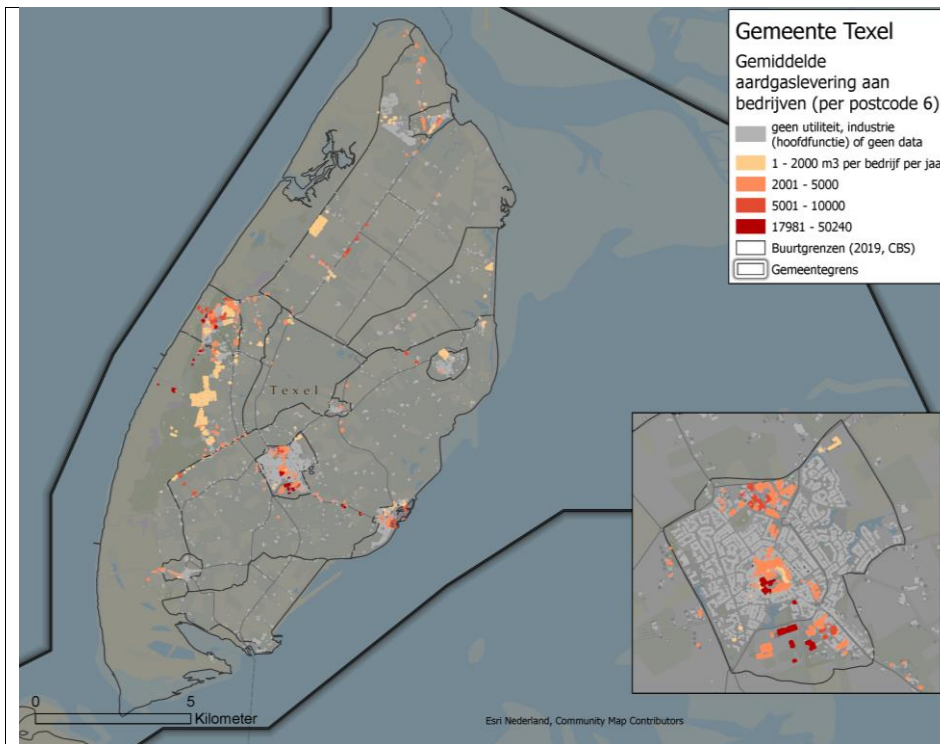 Gemeente Texel
Gemiddelde
aardgaslevering aan
bedrijven (per postcode 6)
geen utiliteit, industrie
(hoofdfunctie) of geen data
1 - 2000 m3 per bedrijf per jaa
2001 - 5000
5001 - 10000
17981 - 50240
Buurtgrenzen (2019, CBS)
Gemeentegrens
Texel
0 5
Kilometer
Esri Nederland, Community Map Contributors